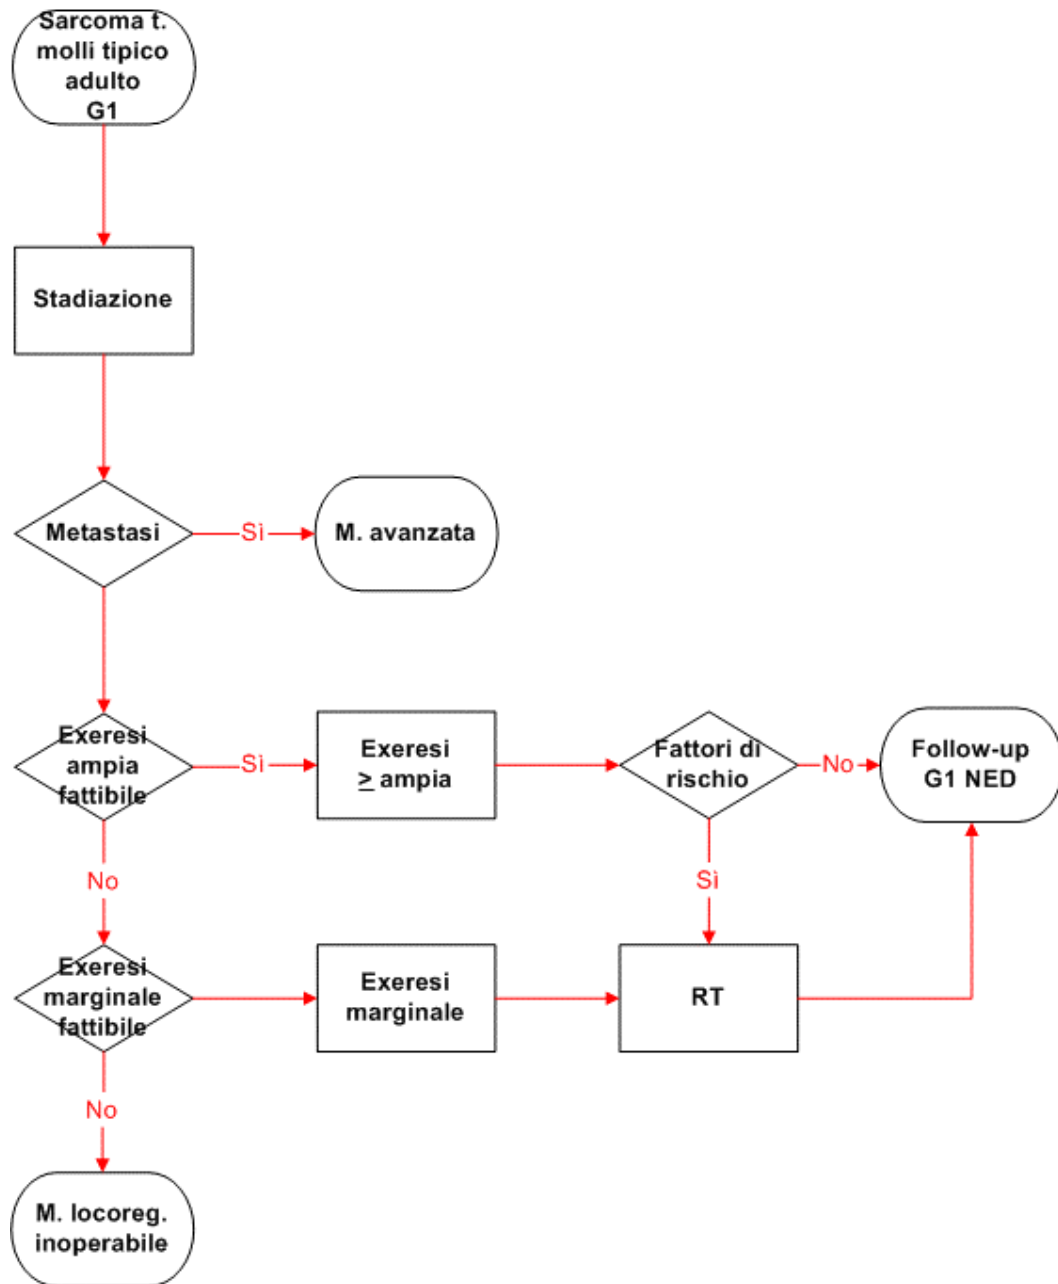 Sarcoma t.
molli tipico
adulto
G1
Stadiazione
Metastasi
Sì
M. avanzata
Exeresi
ampia
fattibile
Sì
Exeresi
≥ ampia
Fattori di
rischio
No
Follow-up
G1 NED
No
Sì
Exeresi
marginale
fattibile
Exeresi
marginale
RT
No
M. locoreg.
inoperabile